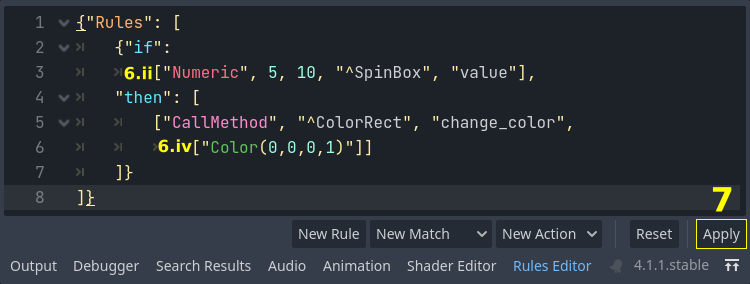 1 {"Rules": [
2 {"if":
3 6.ii["Numeric", 5, 10, "^SpinBox", "value"],
4 "then": [
5 ["CallMethod", "^ColorRect", "change_color",
6 6.iv["Color(0,0,0,1)"]]
7 ]}
8 ]}
7
New Rule New Match New Action Reset Apply
Output Debugger Search Results Audio Animation Shader Editor Rules Editor 4.1.1.stable